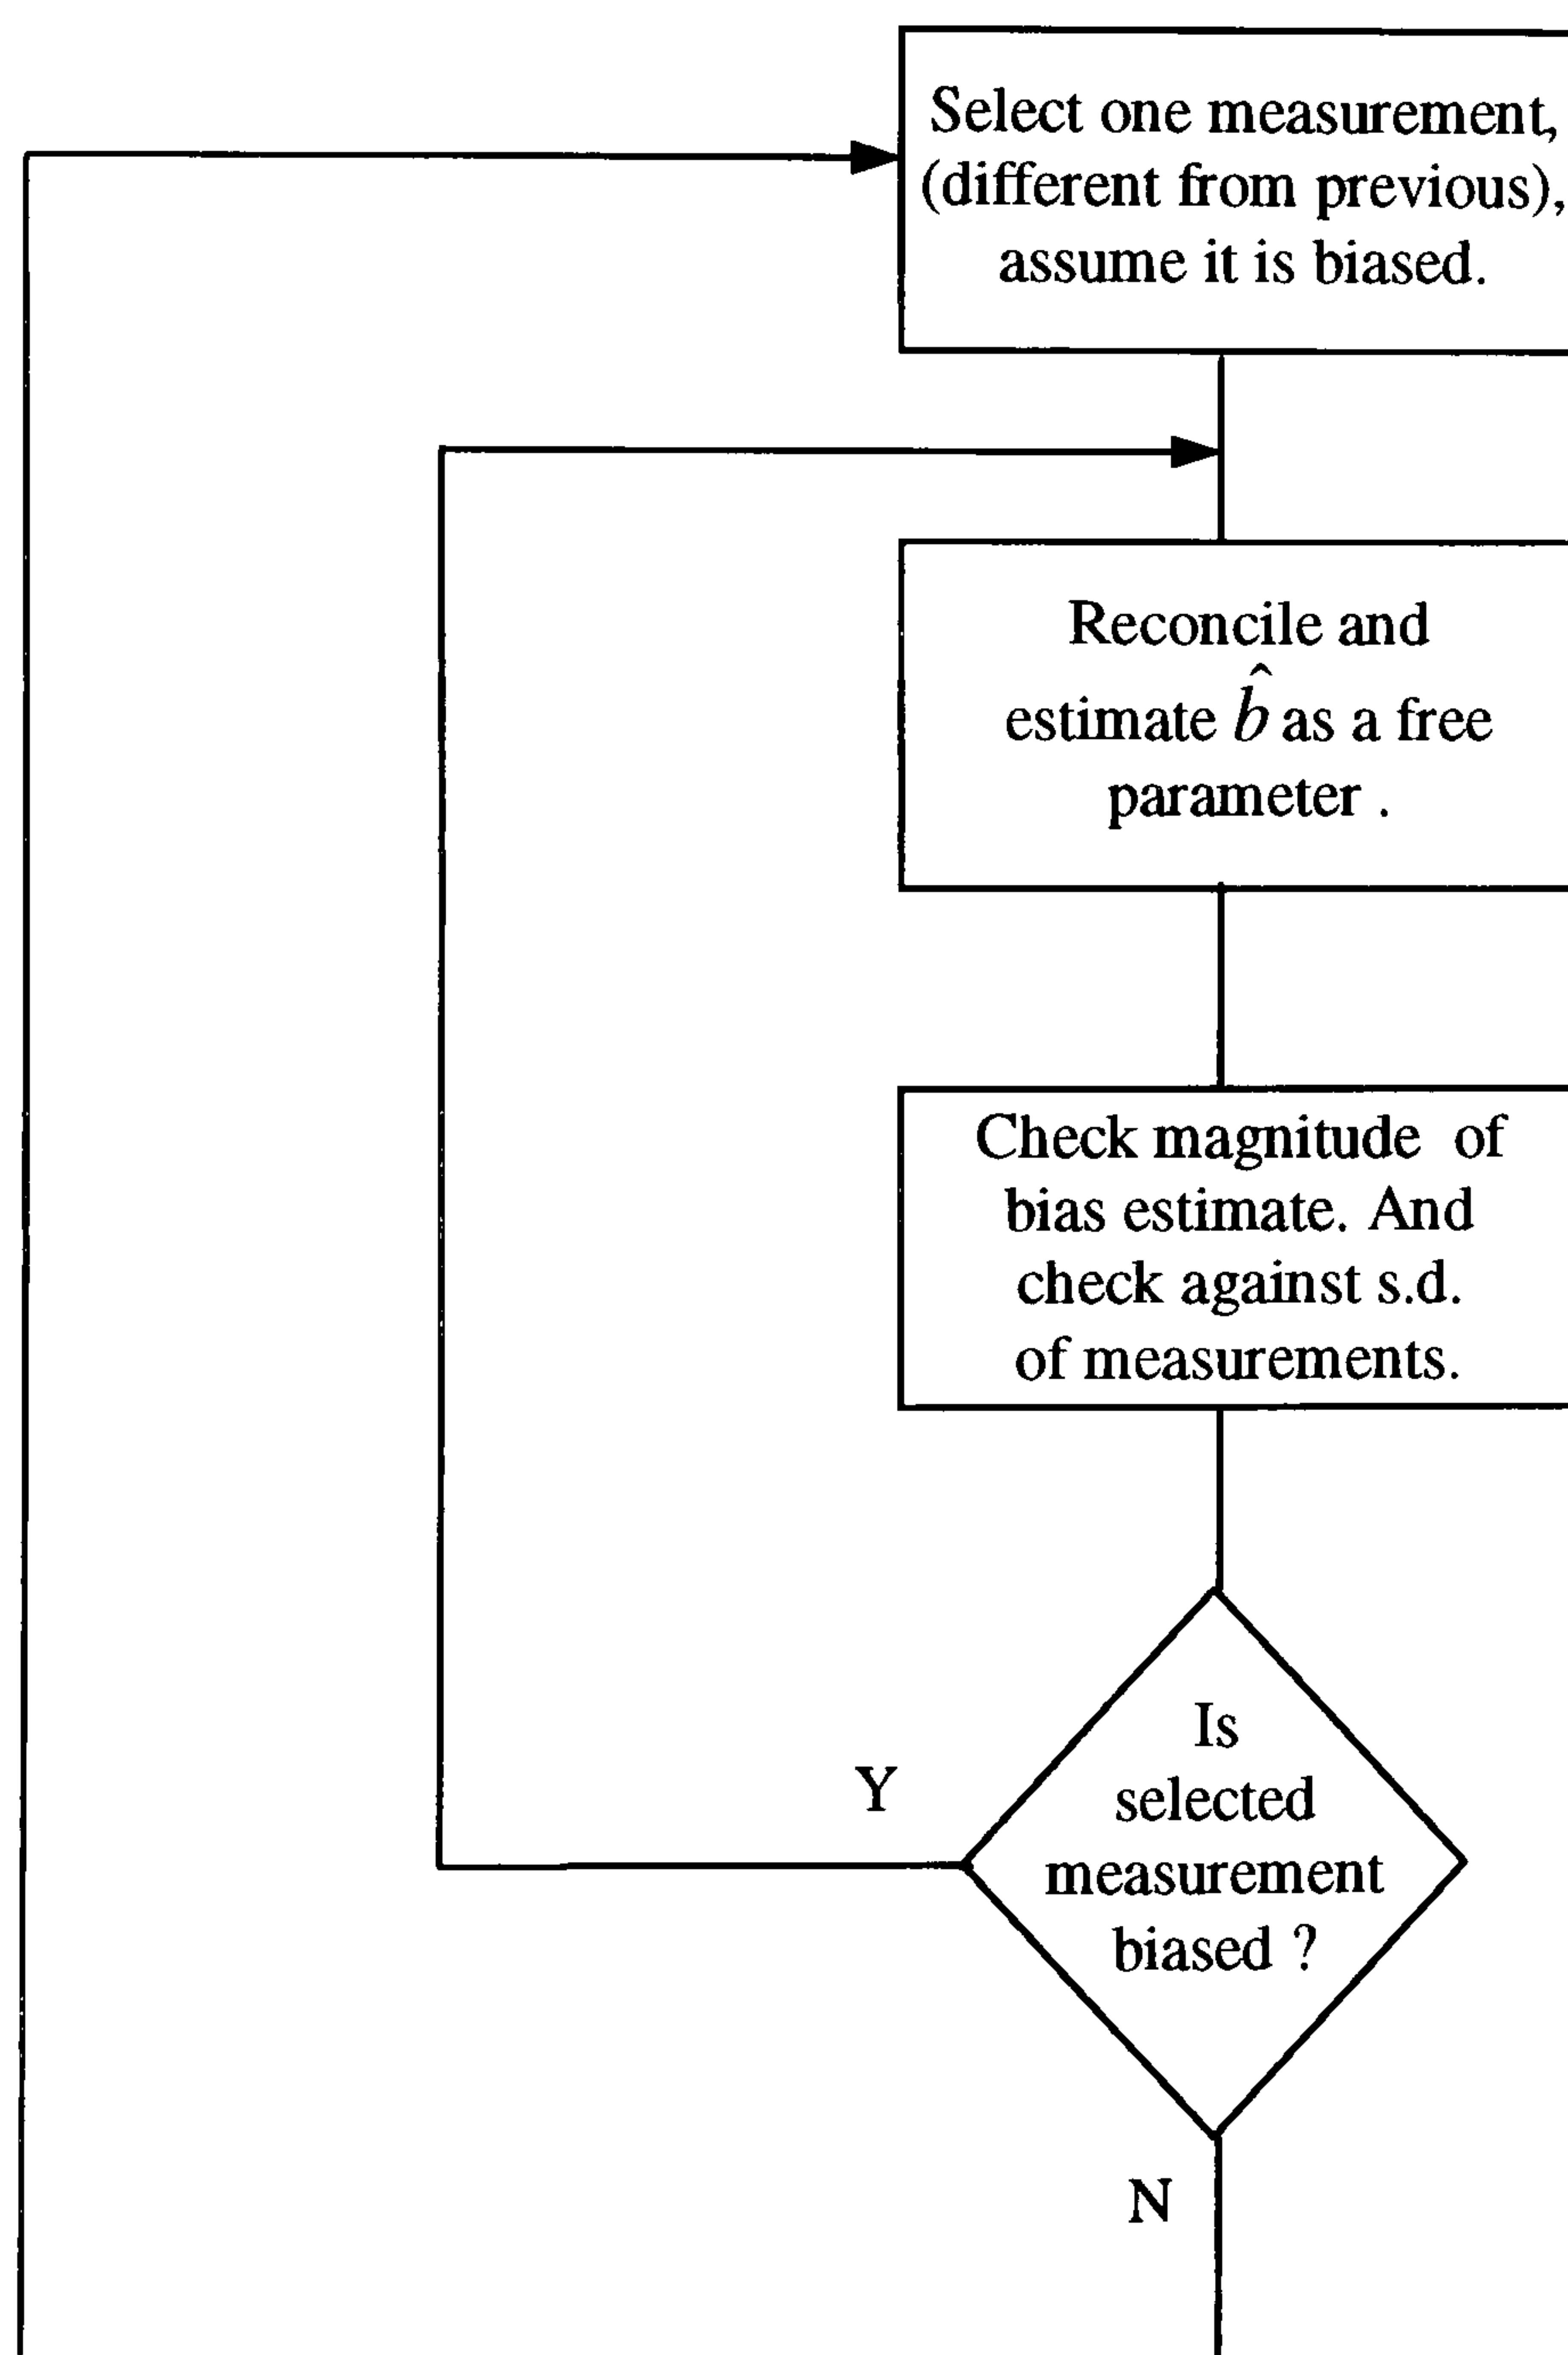 Select one measurement,
(different from previous),
assume it is biased.
Reconcile and
estimate b̂ as a free
parameter .
Check magnitude of
bias estimate. And
check against s.d.
of measurements.
Is
selected
measurement
biased ?
Y
N